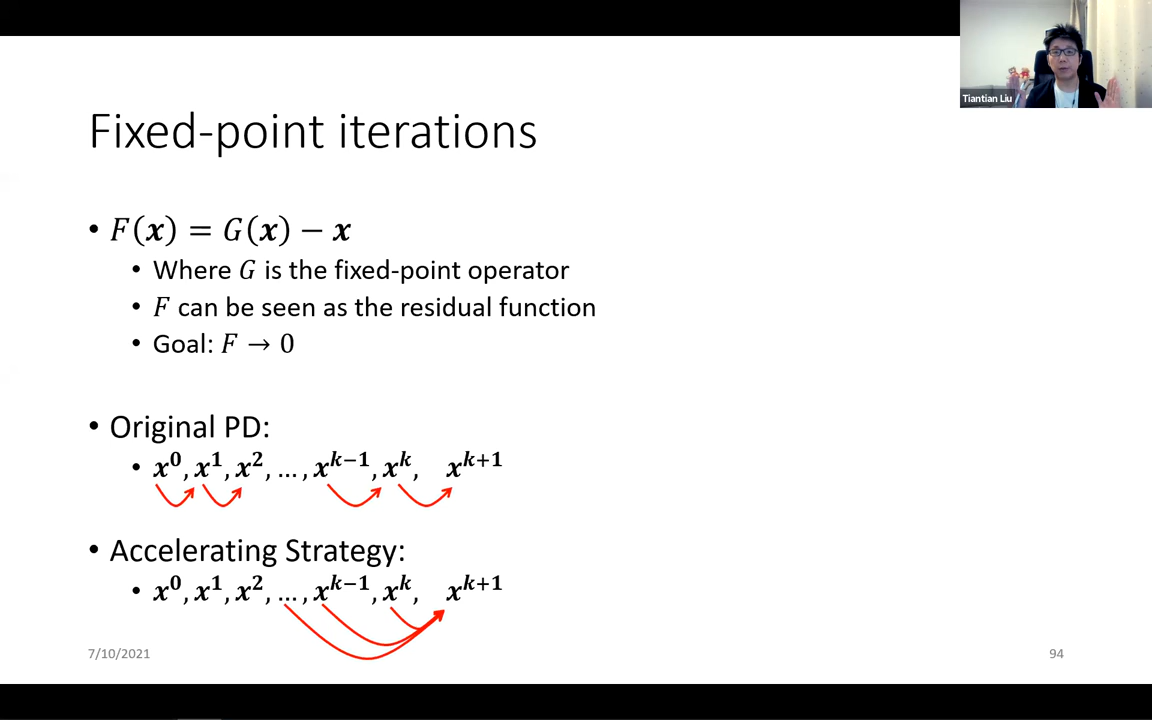 Tiantian Liu
Fixed-point iterations
• F(x) = G(x) − x
• Where G is the fixed-point operator
• F can be seen as the residual function
• Goal: F → 0
• Original PD:
• x⁰, x¹, x², … , xᵏ⁻¹, xᵏ, xᵏ⁺¹
• Accelerating Strategy:
• x⁰, x¹, x², … , xᵏ⁻¹, xᵏ, xᵏ⁺¹
7/10/2021
94